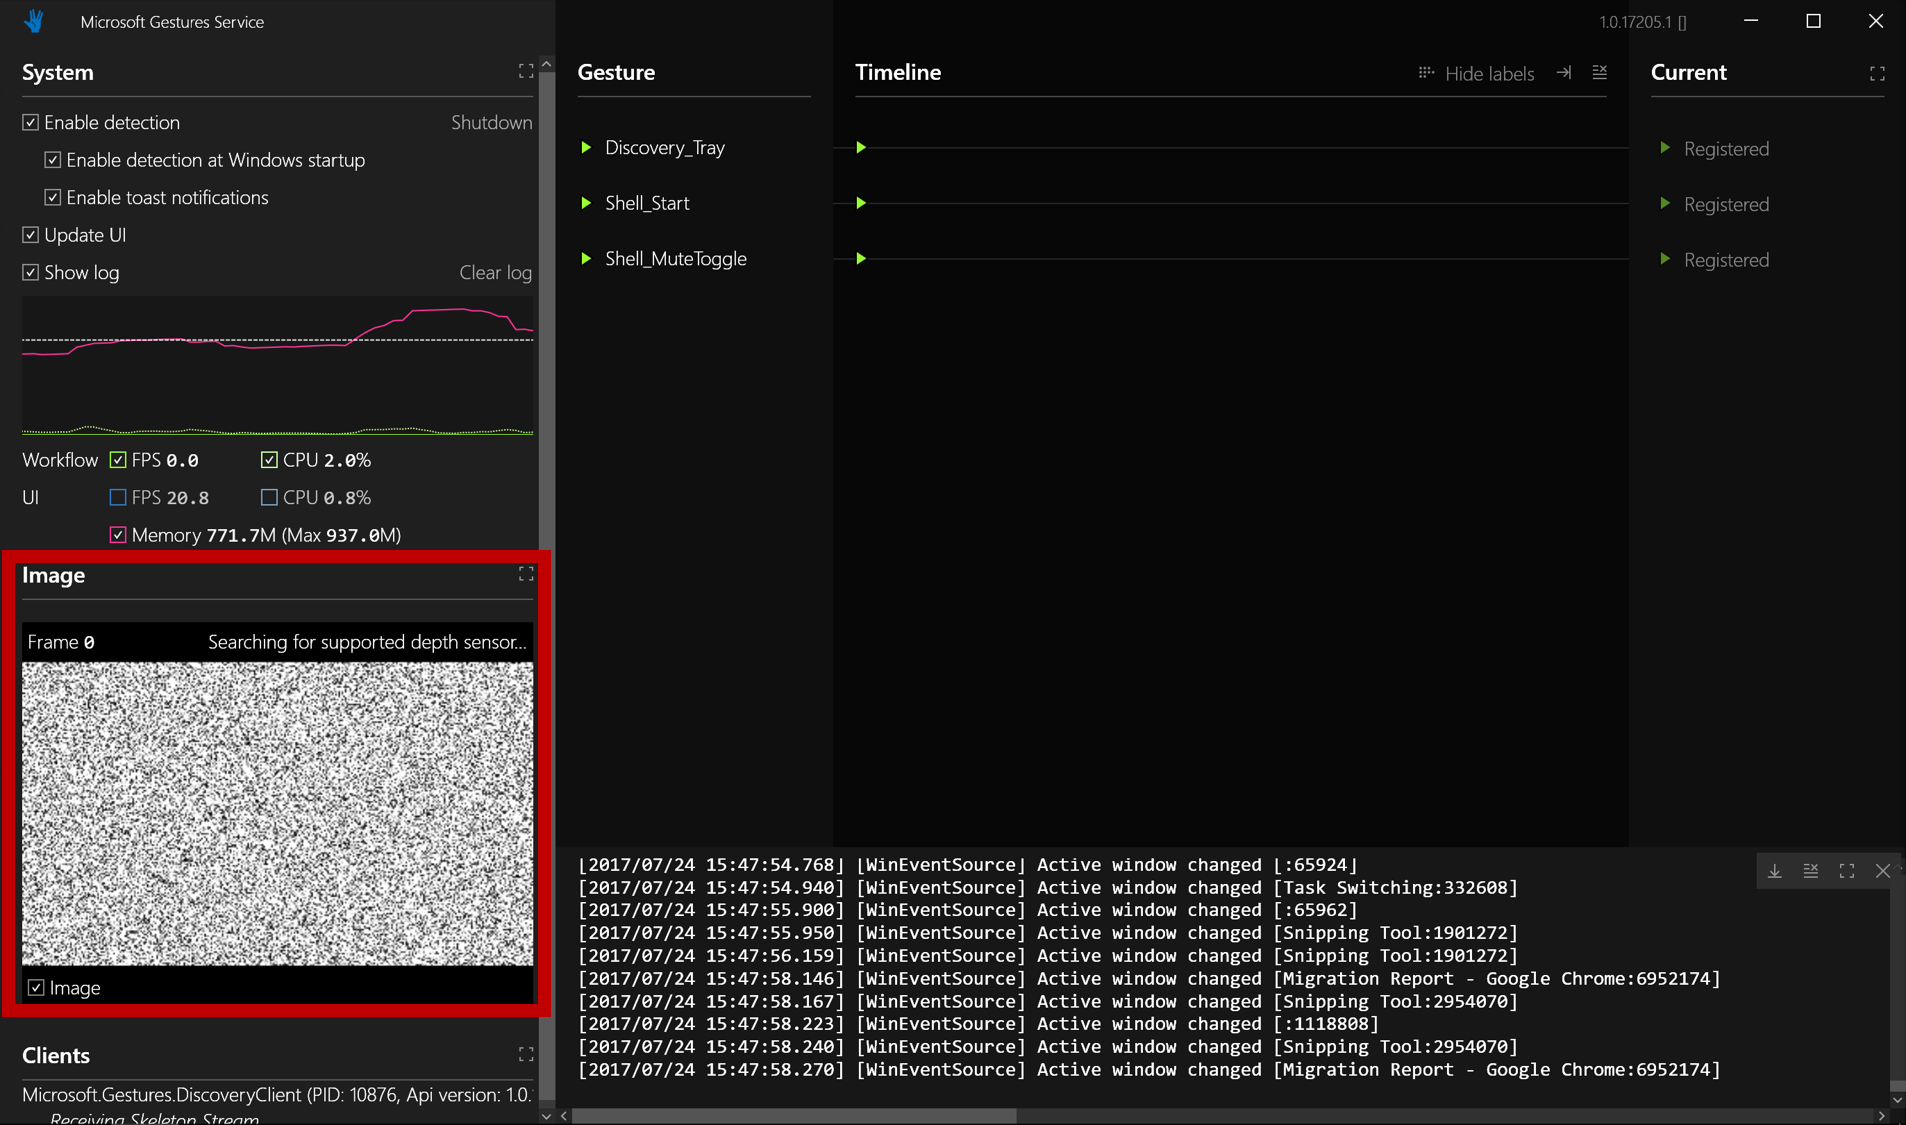 Microsoft Gestures Service
1.0.17205.1 []
System
Enable detection
Shutdown
Enable detection at Windows startup
Enable toast notifications
Update UI
Show log
Clear log
Workflow FPS 0.0 CPU 2.0%
UI FPS 20.8 CPU 0.8%
Memory 771.7M (Max 937.0M)
Image
Frame 0 Searching for supported depth sensor...
Image
Clients
Microsoft.Gestures.DiscoveryClient (PID: 10876, Api version: 1.0.
Receiving Skeleton Stream
Gesture
Discovery_Tray
Shell_Start
Shell_MuteToggle
Timeline
Hide labels
Current
Registered
Registered
Registered
[2017/07/24 15:47:54.768] [WinEventSource] Active window changed [:65924]
[2017/07/24 15:47:54.940] [WinEventSource] Active window changed [Task Switching:332608]
[2017/07/24 15:47:55.900] [WinEventSource] Active window changed [:65962]
[2017/07/24 15:47:55.950] [WinEventSource] Active window changed [Snipping Tool:1901272]
[2017/07/24 15:47:56.159] [WinEventSource] Active window changed [Snipping Tool:1901272]
[2017/07/24 15:47:58.146] [WinEventSource] Active window changed [Migration Report - Google Chrome:6952174]
[2017/07/24 15:47:58.167] [WinEventSource] Active window changed [Snipping Tool:2954070]
[2017/07/24 15:47:58.223] [WinEventSource] Active window changed [:1118808]
[2017/07/24 15:47:58.240] [WinEventSource] Active window changed [Snipping Tool:2954070]
[2017/07/24 15:47:58.270] [WinEventSource] Active window changed [Migration Report - Google Chrome:6952174]